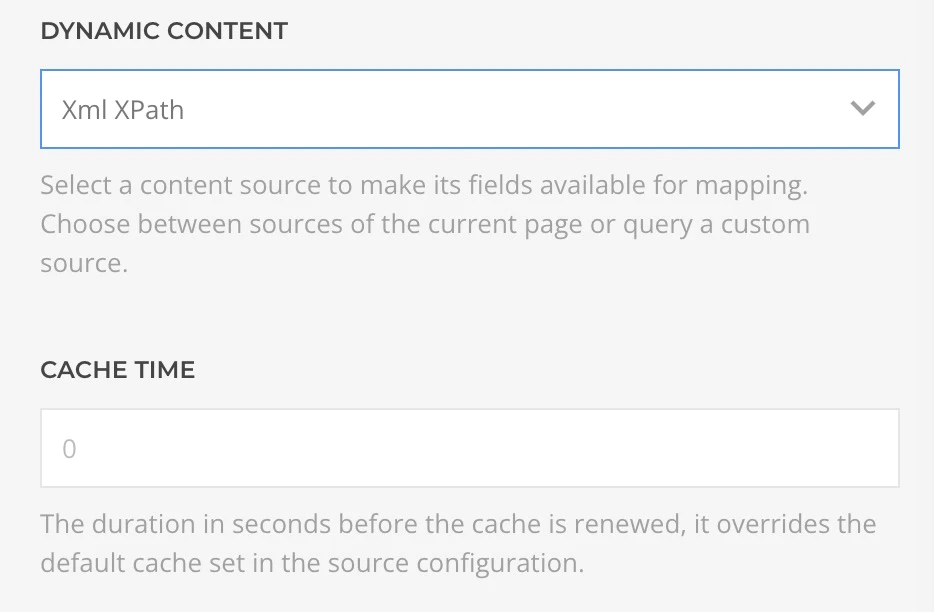 DYNAMIC CONTENT
Xml XPath
Select a content source to make its fields available for mapping.
Choose between sources of the current page or query a custom
source.
CACHE TIME
0
The duration in seconds before the cache is renewed, it overrides the
default cache set in the source configuration.